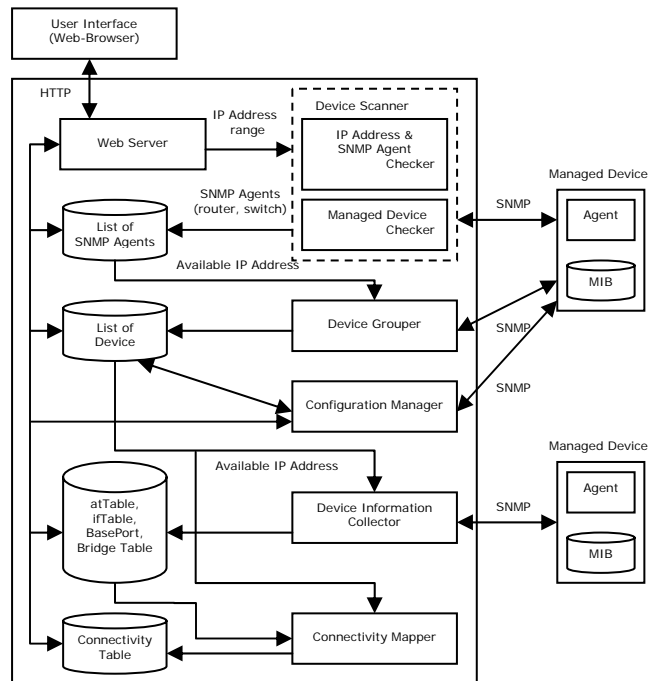 User Interface
(Web-Browser)
HTTP
Web Server
IP Address
range
Device Scanner
IP Address &
SNMP Agent
Checker
Managed Device
Checker
SNMP Agents
(router, switch)
List of
SNMP Agents
SNMP
Managed Device
Agent
MIB
Available IP Address
List of
Device
Device Grouper
SNMP
Configuration Manager
SNMP
Available IP Address
atTable,
ifTable,
BasePort,
Bridge Table
Device Information
Collector
SNMP
Managed Device
Agent
MIB
Connectivity
Table
Connectivity Mapper